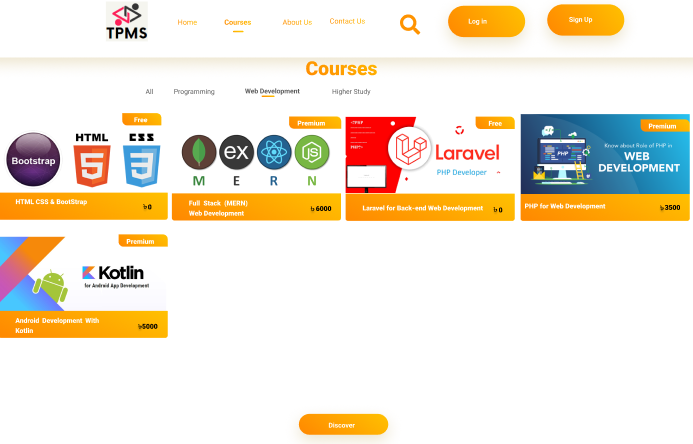 TPMS
Home
Courses
About Us
Contact Us
Log In
Sign Up
Courses
All
Programming
Web Development
Higher Study
Free
Bootstrap
HTML
5
CSS
3
HTML CSS & BootStrap
৳ 0
Premium
ex
JS
M E R N
Full Stack (MERN)
Web Development
৳ 6000
Free
Laravel
PHP Developer
Laravel for Back-end Web Development
৳ 0
Premium
Know about Role of PHP in
WEB
DEVELOPMENT
PHP
PHP for Web Development
৳ 3500
Premium
Kotlin
for Android App Development
Android Development With
Kotlin
৳5000
Discover